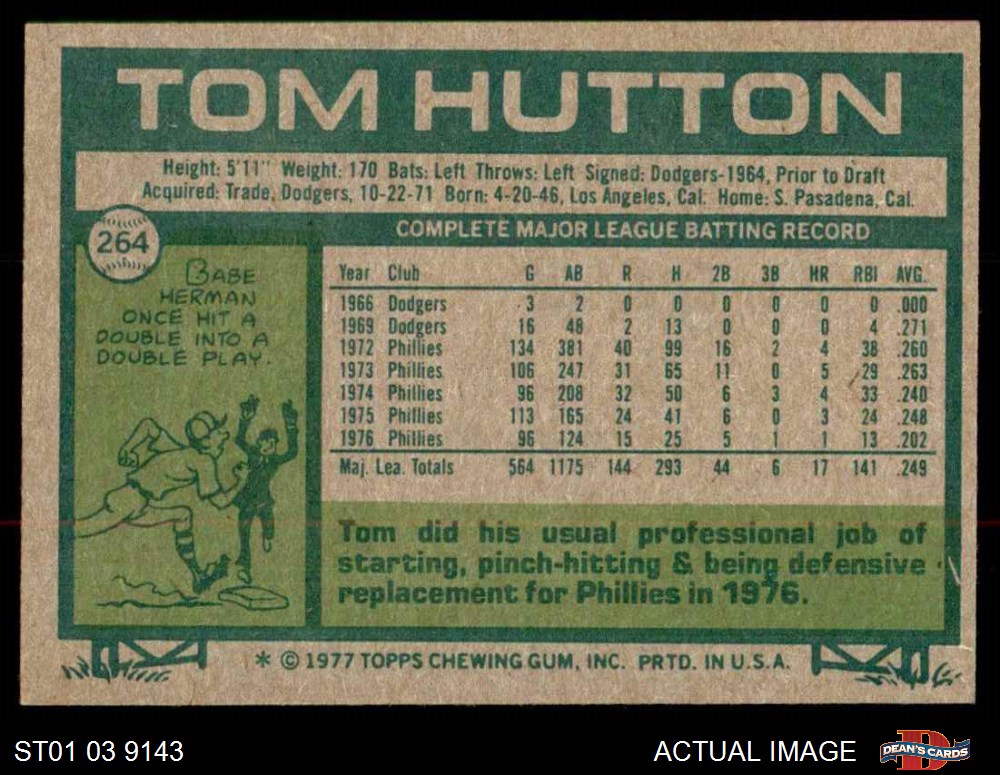 TOM HUTTON
Height: 5'11" Weight: 170 Bats: Left Throws: Left Signed: Dodgers-1964, Prior to Draft
Acquired: Trade, Dodgers, 10-22-71 Born: 4-20-46, Los Angeles, Cal. Home: S. Pasadena, Cal.
264
BABE
HERMAN
ONCE HIT A
DOUBLE INTO A
DOUBLE PLAY.
COMPLETE MAJOR LEAGUE BATTING RECORD
Year Club G AB R H 2B 3B HR RBI AVG.
1966 Dodgers 3 2 0 0 0 0 0 0 .000
1969 Dodgers 16 48 2 13 0 0 0 4 .271
1972 Phillies 134 381 40 99 16 2 4 38 .260
1973 Phillies 106 247 31 65 11 0 5 29 .263
1974 Phillies 96 208 32 50 6 3 4 33 .240
1975 Phillies 113 165 24 41 6 0 3 24 .248
1976 Phillies 96 124 15 25 5 1 1 13 .202
Maj. Lea. Totals 564 1175 144 293 44 6 17 141 .249
Tom did his usual professional job of
starting, pinch-hitting & being defensive
replacement for Phillies in 1976.
* © 1977 TOPPS CHEWING GUM, INC. PRTD. IN U.S.A.
ST01 03 9143
ACTUAL IMAGE
D
DEAN'S CARDS